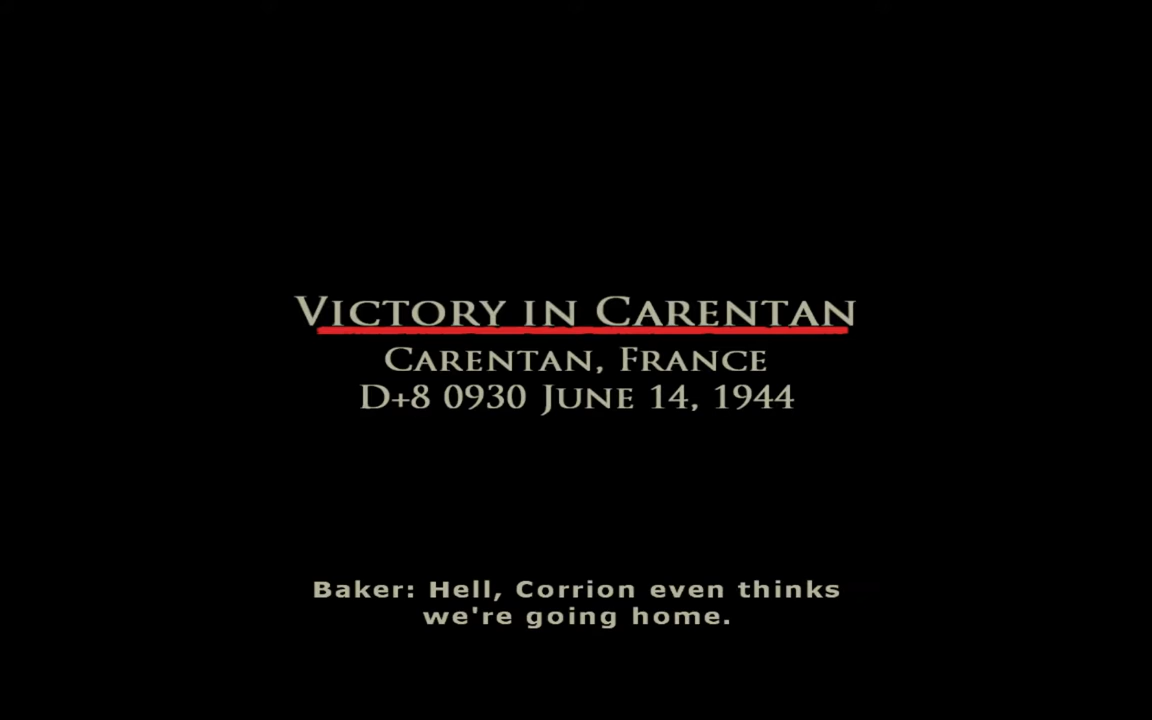 Victory in Carentan
Carentan, France
D+8 0930 June 14, 1944
Baker: Hell, Corrion even thinks
we're going home.